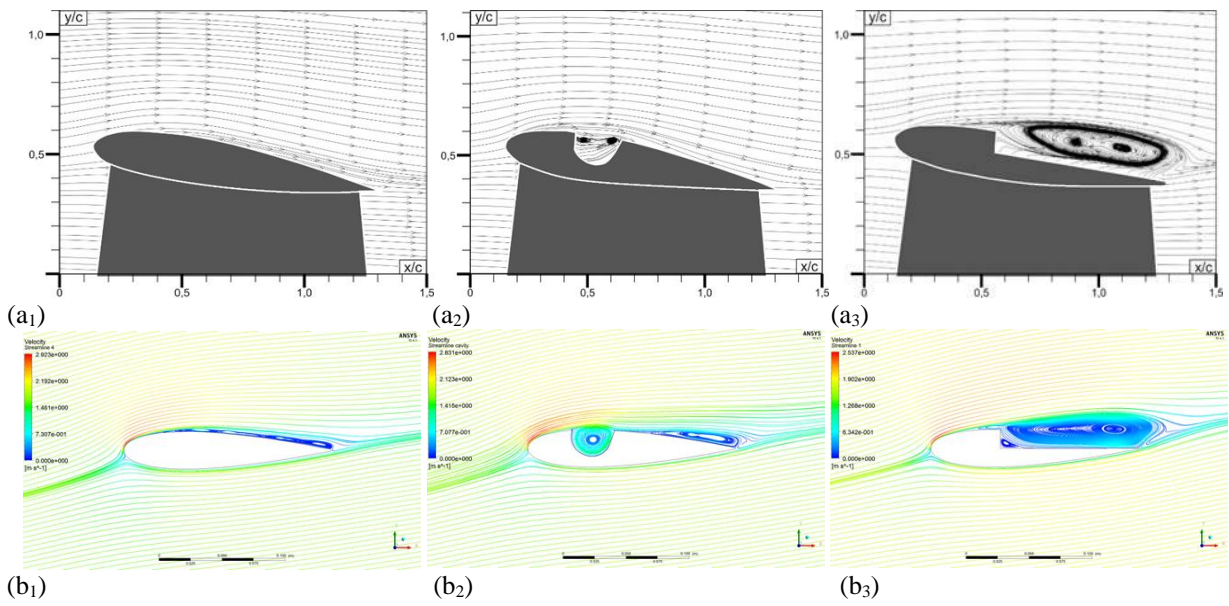 y/c
1,0
0,5
0
0,5
1,0
1,5
x/c
(a1)
y/c
1,0
0,5
0
0,5
1,0
1,5
x/c
(a2)
y/c
1,0
0,5
0
0,5
1,0
1,5
x/c
(a3)
ANSYS
Velocity
Streamline 4
2.923e+000
2.192e+000
1.461e+000
7.307e-001
0.000e+000
[m s^-1]
(b1)
ANSYS
Velocity
Streamline cavity.
2.831e+000
2.123e+000
1.415e+000
7.077e-001
0.000e+000
[m s^-1]
(b2)
ANSYS
Velocity
Streamline 1
2.537e+000
1.902e+000
1.268e+000
6.342e-001
0.000e+000
[m s^-1]
(b3)